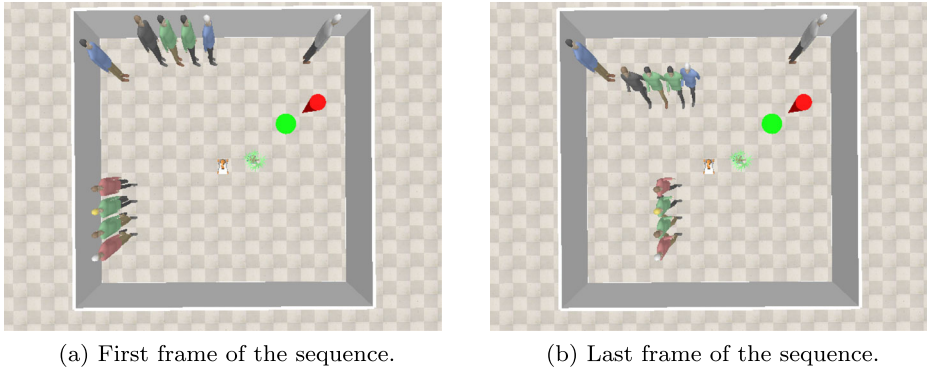 (a) First frame of the sequence.
(b) Last frame of the sequence.